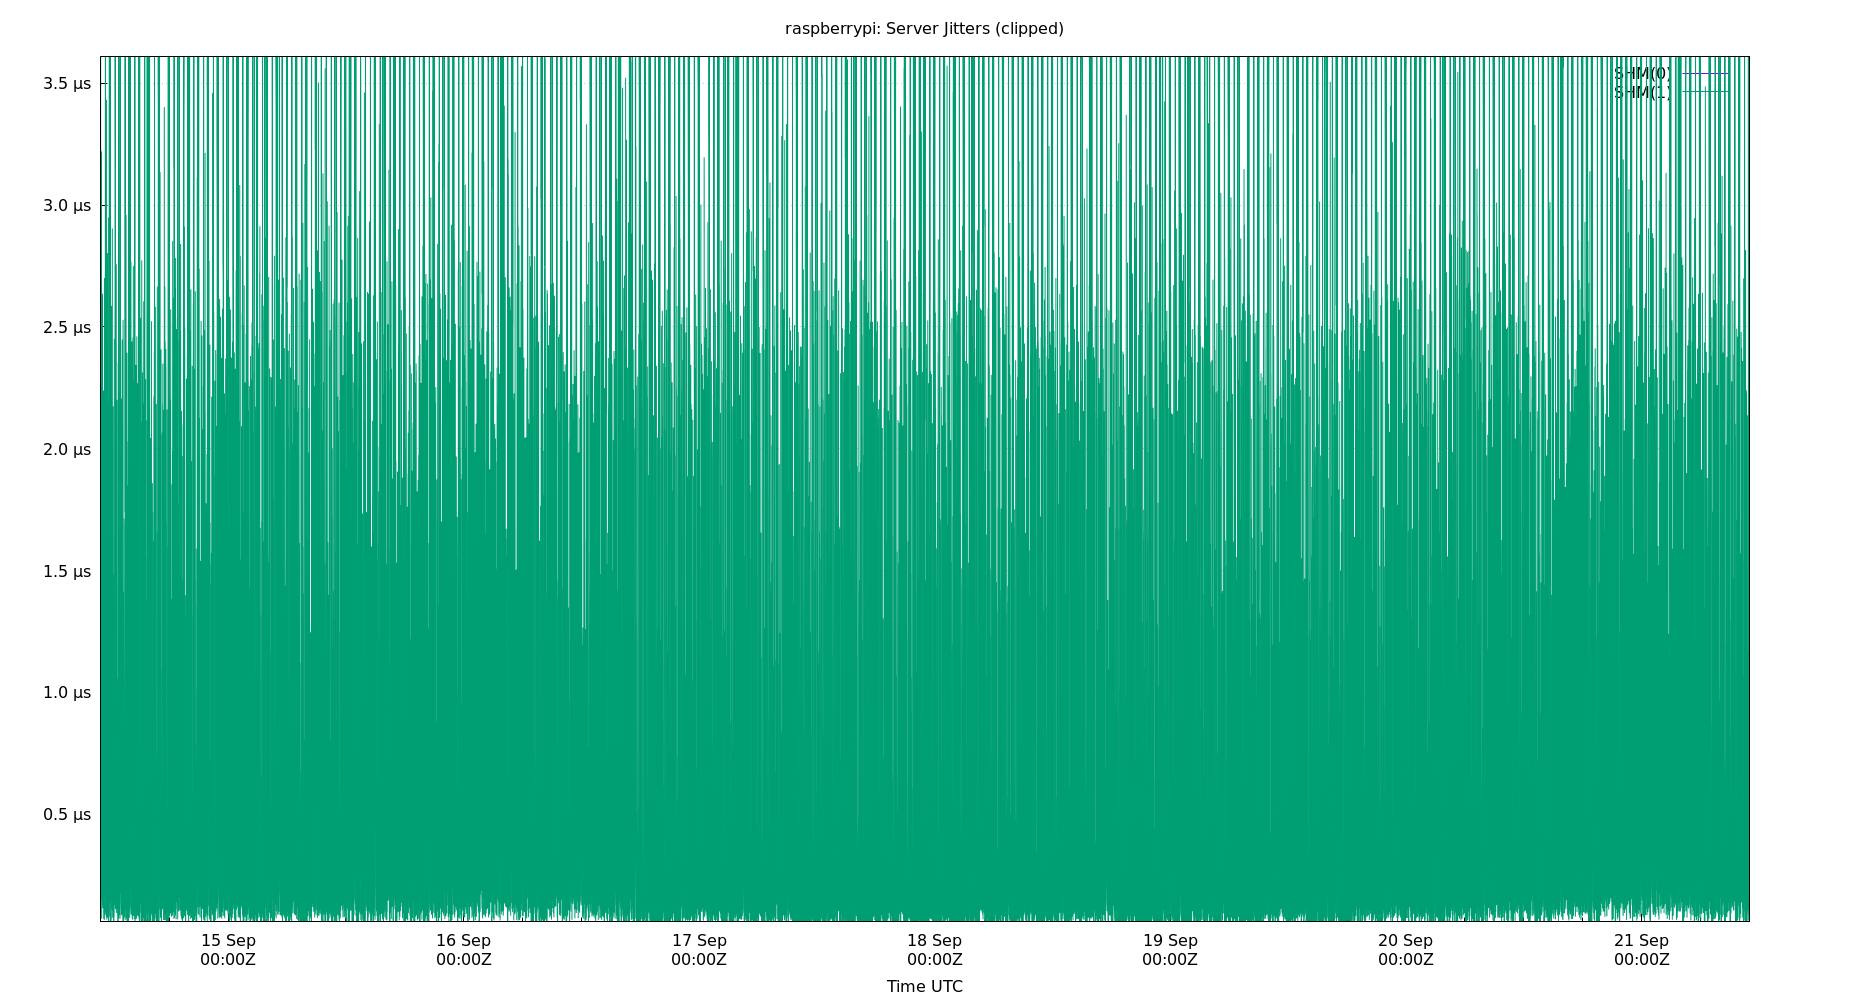 raspberrypi: Server Jitters (clipped)
SHM(0)
SHM(1)
3.5 μs
3.0 μs
2.5 μs
2.0 μs
1.5 μs
1.0 μs
0.5 μs
15 Sep 16 Sep 17 Sep 18 Sep 19 Sep 20 Sep 21 Sep
00:00Z 00:00Z 00:00Z 00:00Z 00:00Z 00:00Z 00:00Z
Time UTC